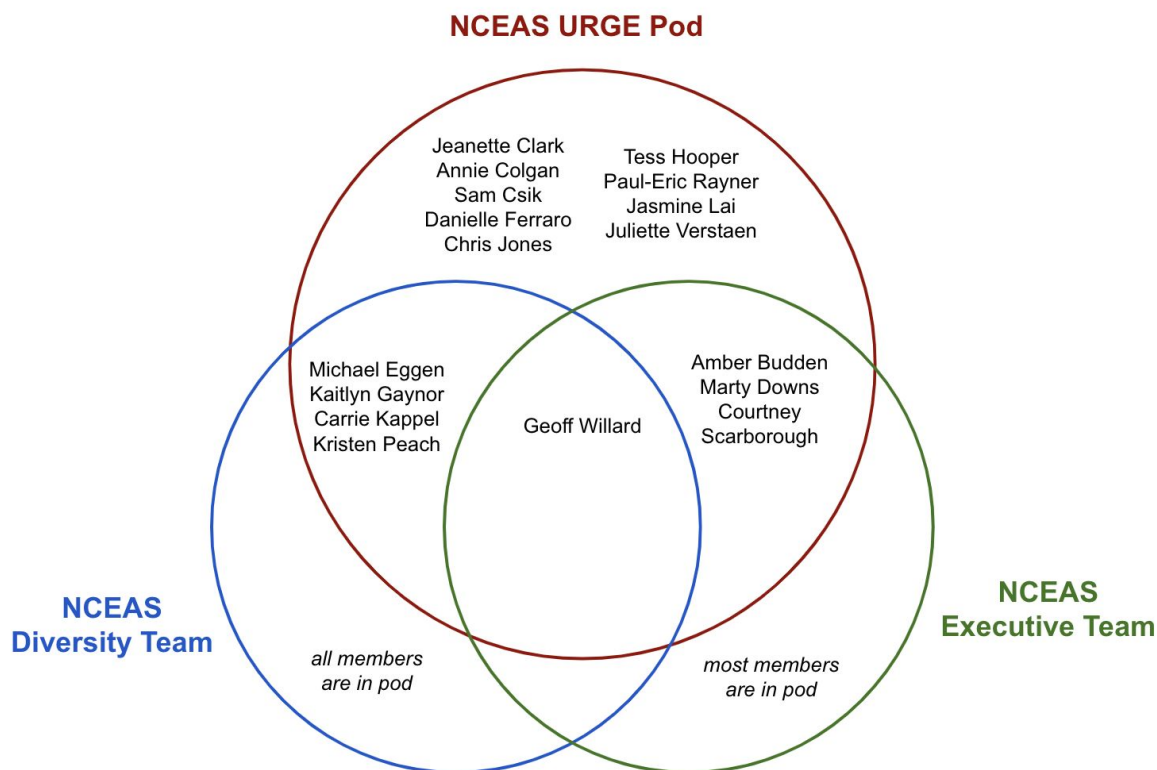 NCEAS URGE Pod
Jeanette Clark
Annie Colgan
Sam Csik
Danielle Ferraro
Chris Jones
Tess Hooper
Paul-Eric Rayner
Jasmine Lai
Juliette Verstaen
Michael Eggen
Kaitlyn Gaynor
Carrie Kappel
Kristen Peach
Geoff Willard
Amber Budden
Marty Downs
Courtney
Scarborough
NCEAS
Diversity Team
NCEAS
Executive Team
all members
are in pod
most members
are in pod